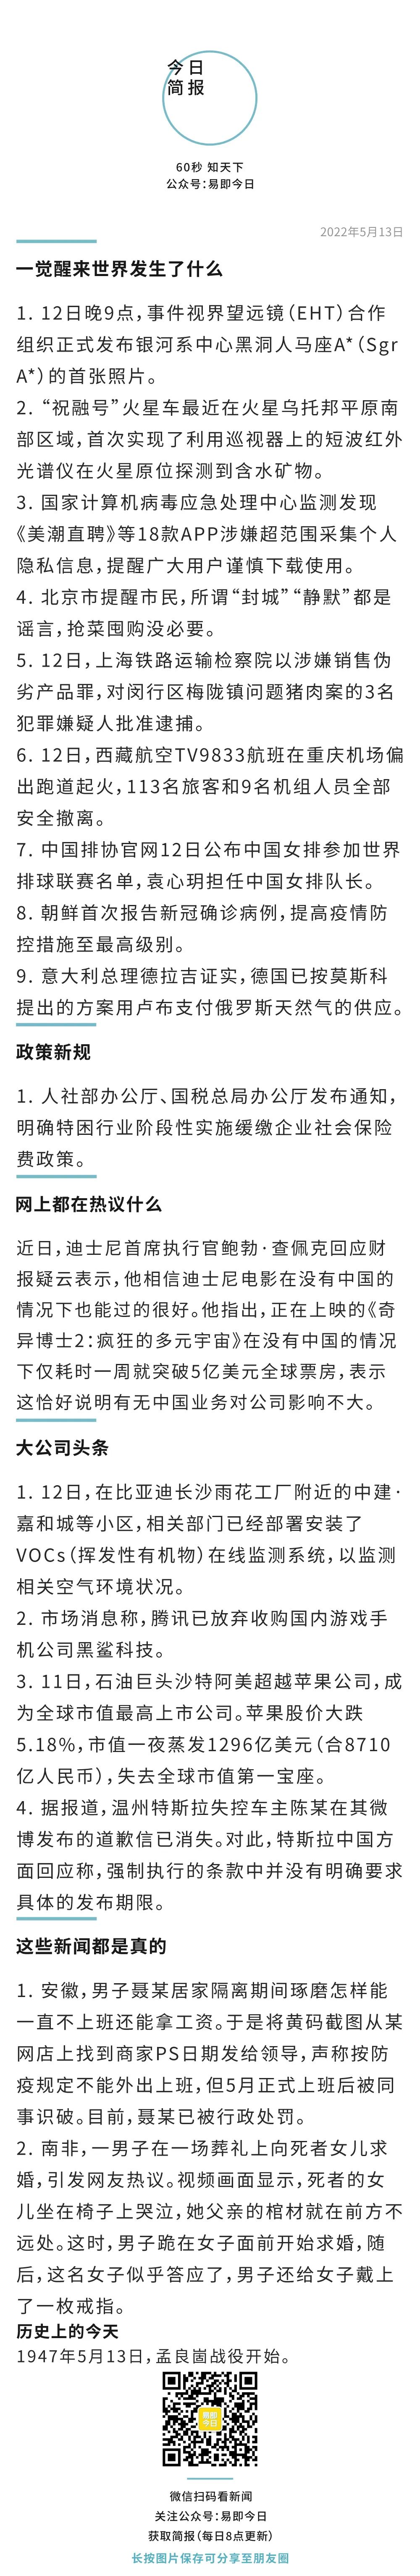 今日
简报
60秒 知天下
公众号：易即今日
2022年5月13日
一觉醒来世界发生了什么
1. 12日晚9点，事件视界望远镜（EHT）合作
组织正式发布银河系中心黑洞人马座A*（Sgr
A*）的首张照片。
2. “祝融号”火星车最近在火星乌托邦平原南
部区域，首次实现了利用巡视器上的短波红外
光谱仪在火星原位探测到含水矿物。
3. 国家计算机病毒应急处理中心监测发现
《美潮直聘》等18款APP涉嫌超范围采集个人
隐私信息，提醒广大用户谨慎下载使用。
4. 北京市提醒市民，所谓“封城”“静默”都是
谣言，抢菜囤购没必要。
5. 12日，上海铁路运输检察院以涉嫌销售伪
劣产品罪，对闵行区梅陇镇问题猪肉案的3名
犯罪嫌疑人批准逮捕。
6. 12日，西藏航空TV9833航班在重庆机场偏
出跑道起火，113名旅客和9名机组人员全部
安全撤离。
7. 中国排协官网12日公布中国女排参加世界
排球联赛名单，袁心玥担任中国女排队长。
8. 朝鲜首次报告新冠确诊病例，提高疫情防
控措施至最高级别。
9. 意大利总理德拉吉证实，德国已按莫斯科
提出的方案用卢布支付俄罗斯天然气的供应。
政策新规
1. 人社部办公厅、国税总局办公厅发布通知，
明确特困行业阶段性实施缓缴企业社会保险
费政策。
网上都在热议什么
近日，迪士尼首席执行官鲍勃·查佩克回应财
报疑云表示，他相信迪士尼电影在没有中国的
情况下也能过的很好。他指出，正在上映的《奇
异博士2：疯狂的多元宇宙》在没有中国的情况
下仅耗时一周就突破5亿美元全球票房，表示
这恰好说明有无中国业务对公司影响不大。
大公司头条
1. 12日，在比亚迪长沙雨花工厂附近的中建·
嘉和城等小区，相关部门已经部署安装了
VOCs（挥发性有机物）在线监测系统，以监测
相关空气环境状况。
2. 市场消息称，腾讯已放弃收购国内游戏手
机公司黑鲨科技。
3. 11日，石油巨头沙特阿美超越苹果公司，成
为全球市值最高上市公司。苹果股价大跌
5.18%，市值一夜蒸发1296亿美元（合8710
亿人民币），失去全球市值第一宝座。
4. 据报道，温州特斯拉失控车主陈某在其微
博发布的道歉信已消失。对此，特斯拉中国方
面回应称，强制执行的条款中并没有明确要求
具体的发布期限。
这些新闻都是真的
1. 安徽，男子聂某居家隔离期间琢磨怎样能
一直不上班还能拿工资。于是将黄码截图从某
网店上找到商家PS日期发给领导，声称按防
疫规定不能外出上班，但5月正式上班后被同
事识破。目前，聂某已被行政处罚。
2. 南非，一男子在一场葬礼上向死者女儿求
婚，引发网友热议。视频画面显示，死者的女
儿坐在椅子上哭泣，她父亲的棺材就在前方不
远处。这时，男子跪在女子面前开始求婚，随
后，这名女子似乎答应了，男子还给女子戴上
了一枚戒指。
历史上的今天
1947年5月13日，孟良崮战役开始。
易即
今日
微信扫码看新闻
关注公众号：易即今日
获取简报（每日8点更新）
长按图片保存可分享至朋友圈